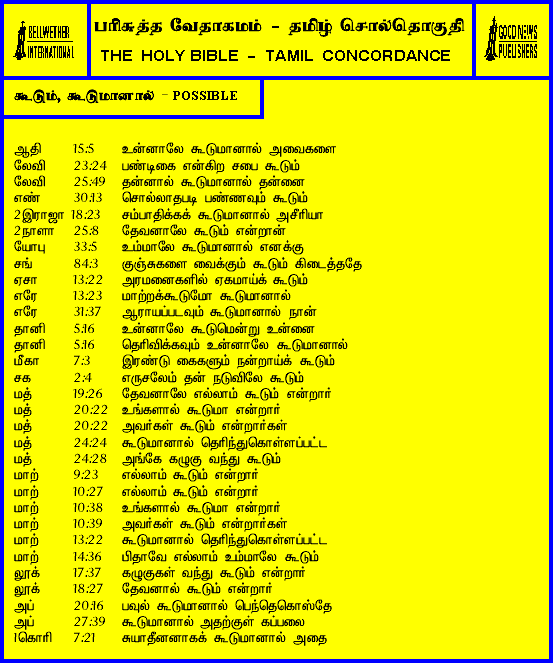 BELLWETHER INTERNATIONAL
பரிசுத்த வேதாகமம் - தமிழ் சொல்தொகுதி
THE HOLY BIBLE - TAMIL CONCORDANCE
GOOD NEWS PUBLISHERS
கூடும், கூடுமானால் - POSSIBLE
ஆதி 15:5 உன்னாலே கூடுமானால் அவைகளை
லேவி 23:24 பண்டிகை என்கிற சபை கூடும்
லேவி 25:49 தன்னால் கூடுமானால் தன்னை
எண் 30:13 சொல்லாதபடி பண்ணவும் கூடும்
2இராஜா 18:23 சம்பாதிக்கக் கூடுமானால் அசீரியா
2நாளா 25:8 தேவனாலே கூடும் என்றான்
யோபு 33:5 உம்மாலே கூடுமானால் எனக்கு
சங் 84:3 குஞ்சுகளை வைக்கும் கூடும் கிடைத்ததே
ஏசா 13:22 அரமனைகளில் ஏகமாய்க் கூடும்
எரே 13:23 மாற்றக்கூடுமோ கூடுமானால்
எரே 31:37 ஆராயப்படவும் கூடுமானால் நான்
தானி 5:16 உன்னாலே கூடுமென்று உன்னை
தானி 5:16 தெரிவிக்கவும் உன்னாலே கூடுமானால்
மீகா 7:3 இரண்டு கைகளும் நன்றாய்க் கூடும்
சக 2:4 எருசலேம் தன் நடுவிலே கூடும்
மத் 19:26 தேவனாலே எல்லாம் கூடும் என்றார்
மத் 20:22 உங்களால் கூடுமா என்றார்
மத் 20:22 அவர்கள் கூடும் என்றார்கள்
மத் 24:24 கூடுமானால் தெரிந்துகொள்ளப்பட்ட
மத் 24:28 அங்கே கழுகு வந்து கூடும்
மாற் 9:23 எல்லாம் கூடும் என்றார்
மாற் 10:27 எல்லாம் கூடும் என்றார்
மாற் 10:38 உங்களால் கூடுமா என்றார்
மாற் 10:39 அவர்கள் கூடும் என்றார்கள்
மாற் 13:22 கூடுமானால் தெரிந்துகொள்ளப்பட்ட
மாற் 14:36 பிதாவே எல்லாம் உம்மாலே கூடும்
லூக் 17:37 கழுகுகள் வந்து கூடும் என்றார்
லூக் 18:27 தேவனால் கூடும் என்றார்
அப் 20:16 பவுல் கூடுமானால் பெந்தெகொஸ்தே
அப் 27:39 கூடுமானால் அதற்குள் கப்பலை
1கொரி 7:21 சுயாதீனனாகக் கூடுமானால் அதை